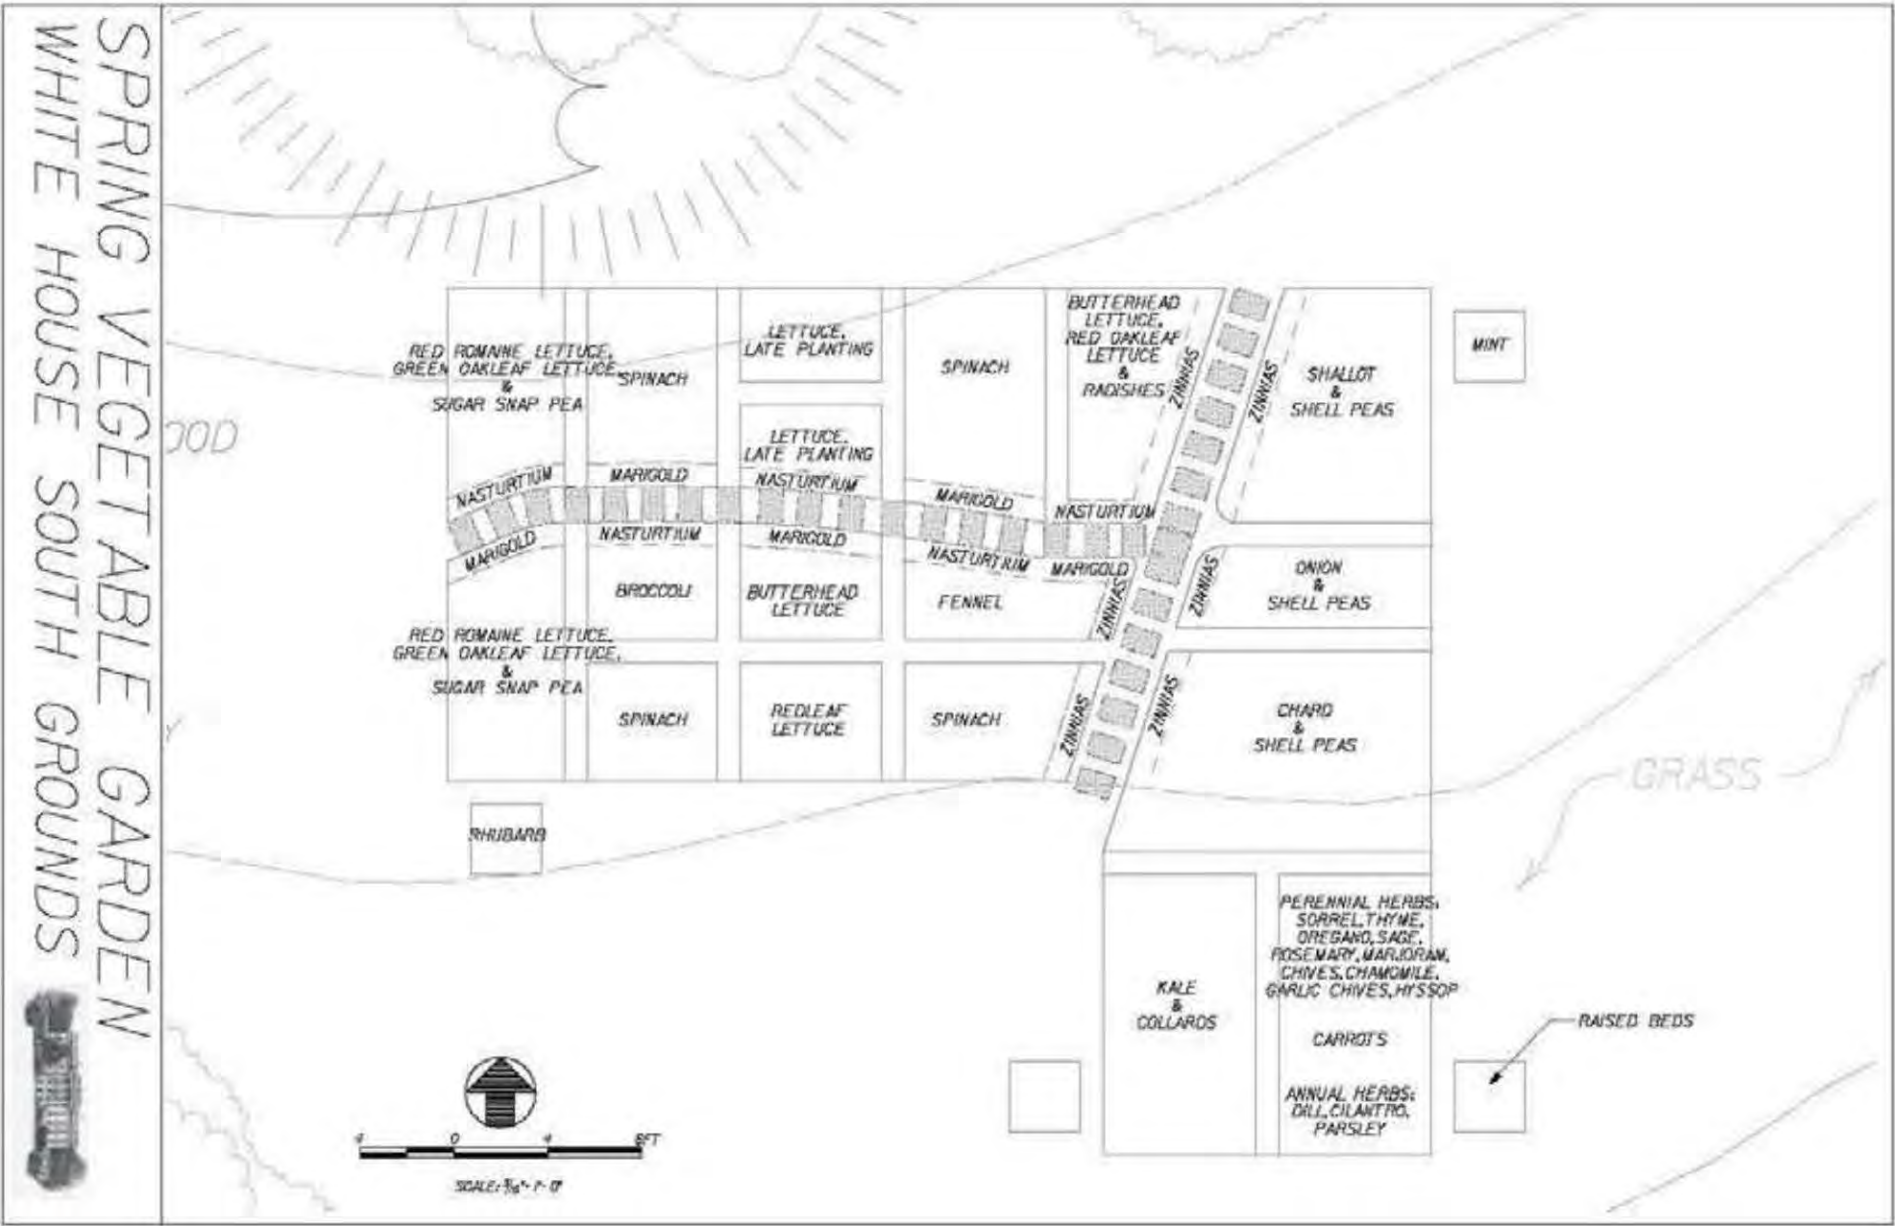 SPRING VEGETABLE GARDEN
WHITE HOUSE SOUTH GROUNDS
RED ROMAINE LETTUCE,
GREEN OAKLEAF LETTUCE,
&
SUGAR SNAP PEA
SPINACH
LETTUCE,
LATE PLANTING
LETTUCE,
LATE PLANTING
SPINACH
BUTTERHEAD
LETTUCE,
RED OAKLEAF
LETTUCE
&
RADISHES
ZINNIAS
ZINNIAS
SHALLOT
&
SHELL PEAS
MINT
OOD
NASTURTIUM
MARIGOLD
NASTURTIUM
MARIGOLD
NASTURTIUM
MARIGOLD
NASTURTIUM
MARIGOLD
NASTURTIUM
MARIGOLD
RED ROMAINE LETTUCE,
GREEN OAKLEAF LETTUCE,
&
SUGAR SNAP PEA
BROCCOLI
BUTTERHEAD
LETTUCE
FENNEL
ZINNIAS
ZINNIAS
ONION
&
SHELL PEAS
SPINACH
REDLEAF
LETTUCE
SPINACH
ZINNIAS
ZINNIAS
CHARD
&
SHELL PEAS
GRASS
RHUBARB
KALE
&
COLLARDS
PERENNIAL HERBS:
SORREL, THYME,
OREGANO, SAGE,
ROSEMARY, MARJORAM,
CHIVES, CHAMOMILE,
GARLIC CHIVES, HYSSOP
CARROTS
ANNUAL HERBS:
DILL, CILANTRO,
PARSLEY
RAISED BEDS
4 0 4 8FT
SCALE: 3/16"= 1'-0"